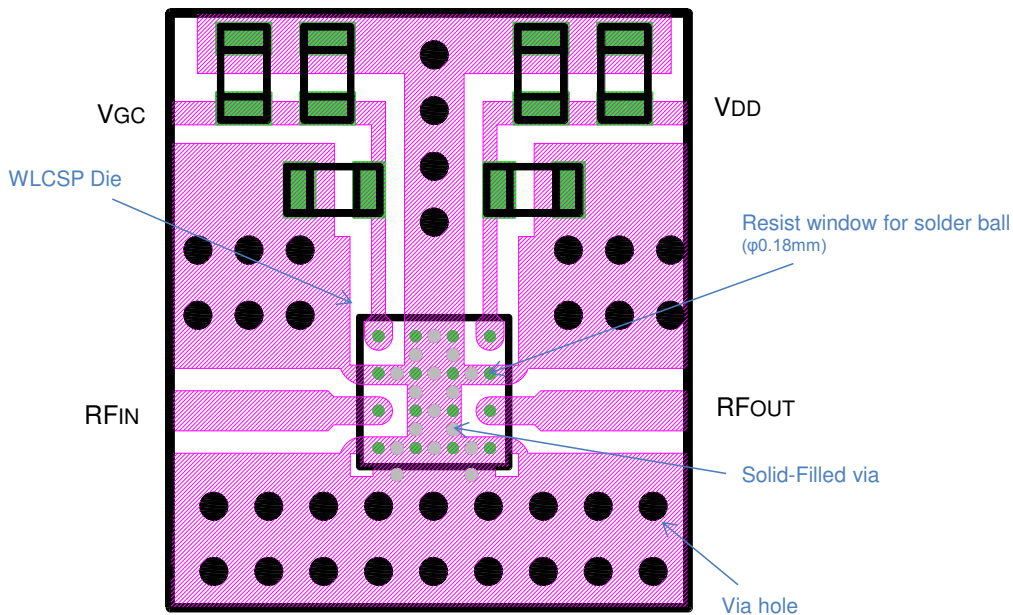 VGC
VDD
WLCSP Die
Resist window for solder ball
(φ0.18mm)
RFIN
RFOUT
Solid-Filled via
Via hole